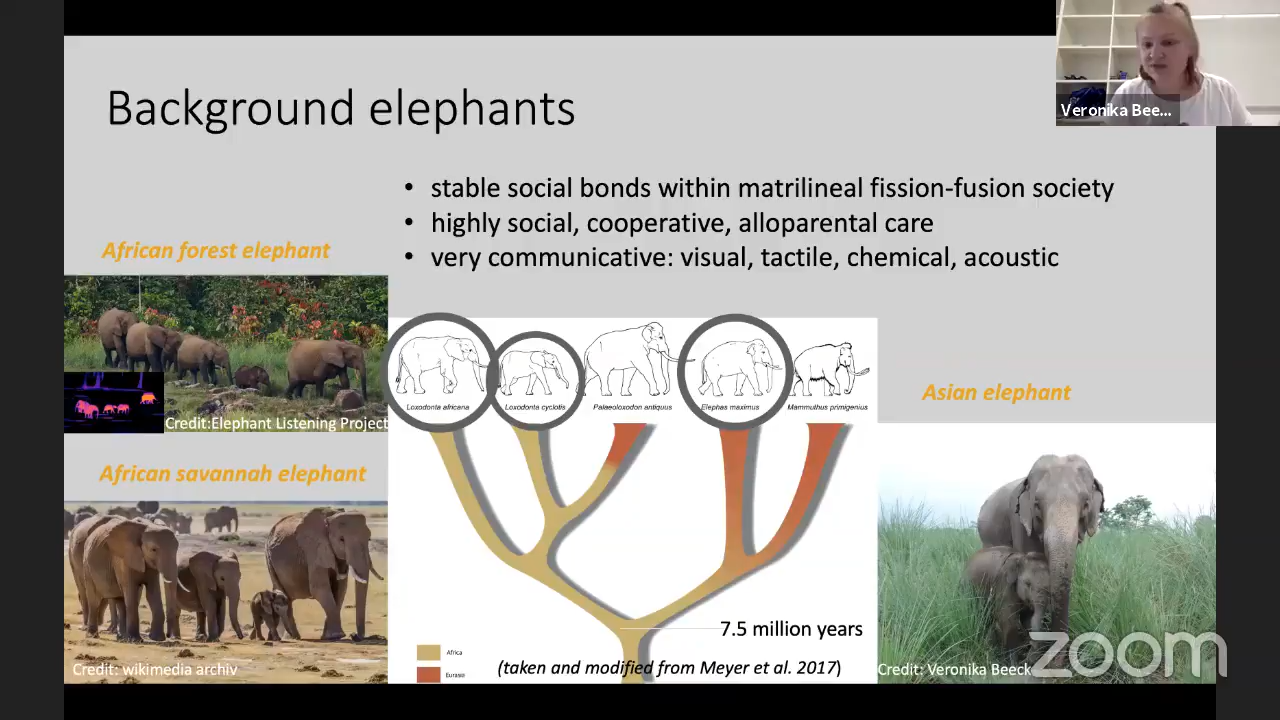 Veronika Bee...
Background elephants
• stable social bonds within matrilineal fission-fusion society
• highly social, cooperative, alloparental care
• very communicative: visual, tactile, chemical, acoustic
African forest elephant
Credit:Elephant Listening Project
African savannah elephant
Credit: wikimedia archiv
Loxodonta africana
Loxodonta cyclotis
Palaeoloxodon antiquus
Elephas maximus
Mammuthus primigenius
7.5 million years
Africa
Eurasi
(taken and modified from Meyer et al. 2017)
Asian elephant
Credit: Veronika Beeck
zoom